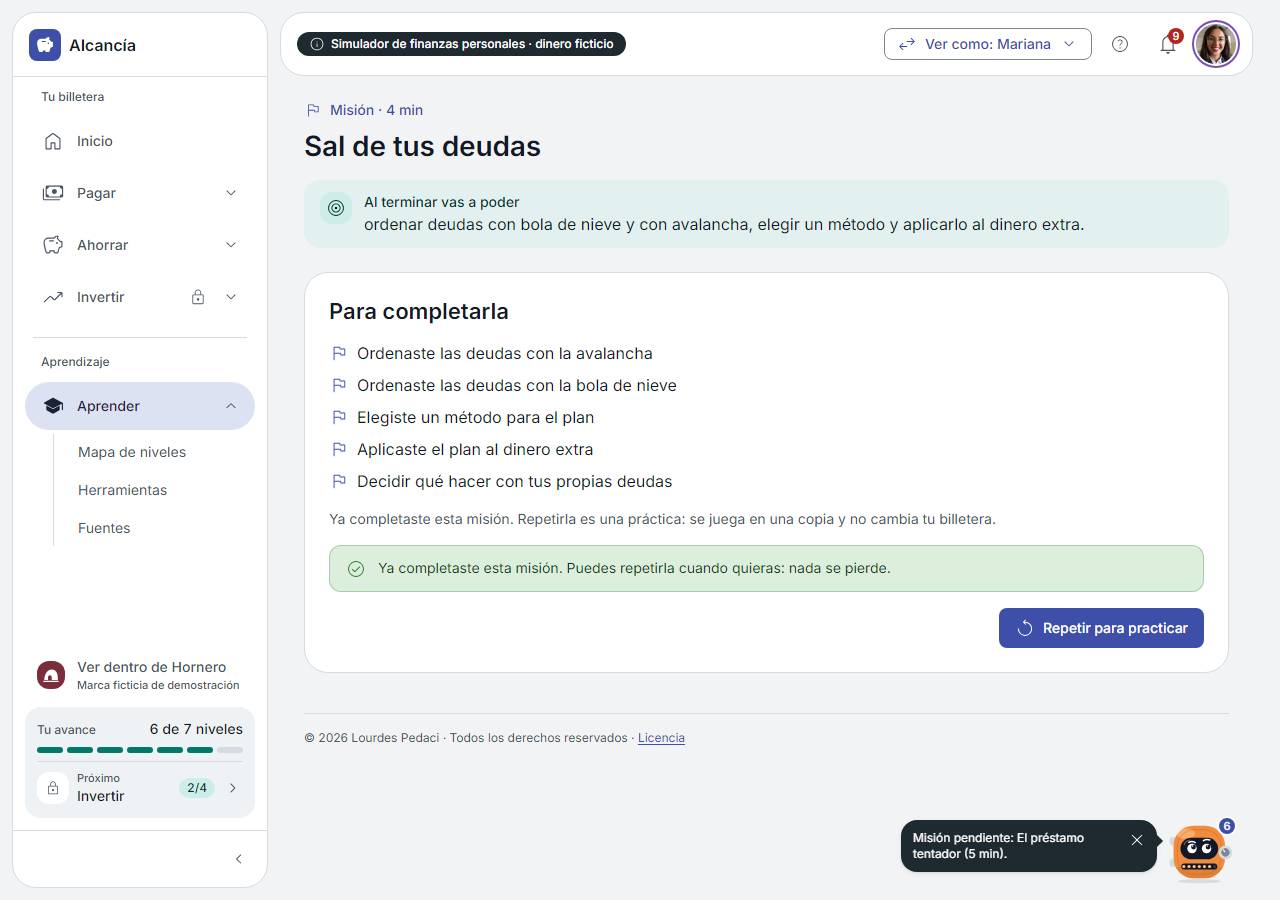 Alcancía
Tu billetera
Inicio
Pagar
Ahorrar
Invertir
Aprendizaje
Aprender
Mapa de niveles
Herramientas
Fuentes
Ver dentro de Hornero
Marca ficticia de demostración
Tu avance
6 de 7 niveles
Próximo
Invertir
2/4
Simulador de finanzas personales · dinero ficticio
Ver como: Mariana
9
Misión · 4 min
Sal de tus deudas
Al terminar vas a poder
ordenar deudas con bola de nieve y con avalancha, elegir un método y aplicarlo al dinero extra.
Para completarla
Ordenaste las deudas con la avalancha
Ordenaste las deudas con la bola de nieve
Elegiste un método para el plan
Aplicaste el plan al dinero extra
Decidir qué hacer con tus propias deudas
Ya completaste esta misión. Repetirla es una práctica: se juega en una copia y no cambia tu billetera.
Ya completaste esta misión. Puedes repetirla cuando quieras: nada se pierde.
Repetir para practicar
© 2026 Lourdes Pedaci · Todos los derechos reservados · Licencia
Misión pendiente: El préstamo
tentador (5 min).
6